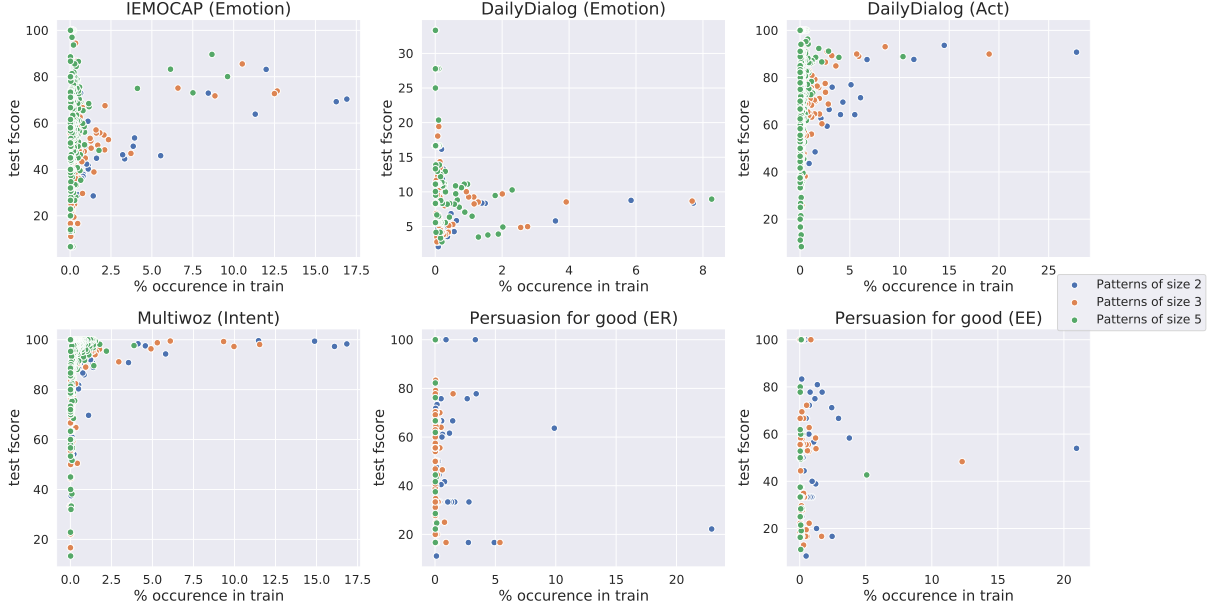 IEMOCAP (Emotion)
DailyDialog (Emotion)
DailyDialog (Act)
test fscore
100
80
60
40
20
0.0 2.5 5.0 7.5 10.0 12.5 15.0 17.5
% occurence in train
test fscore
30
25
20
15
10
5
0 2 4 6 8
% occurence in train
test fscore
100
80
60
40
20
0 5 10 15 20 25
% occurence in train
Patterns of size 2
Patterns of size 3
Patterns of size 5
Multiwoz (Intent)
Persuasion for good (ER)
Persuasion for good (EE)
test fscore
100
80
60
40
20
0.0 2.5 5.0 7.5 10.0 12.5 15.0 17.5
% occurence in train
test fscore
100
80
60
40
20
0 5 10 15 20
% occurence in train
test fscore
100
80
60
40
20
0 5 10 15 20
% occurence in train